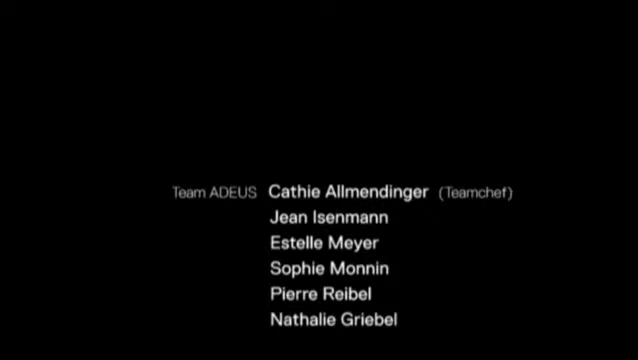 Team ADEUS Cathie Allmendinger (Teamchef)
Jean Isenmann
Estelle Meyer
Sophie Monnin
Pierre Reibel
Nathalie Griebel